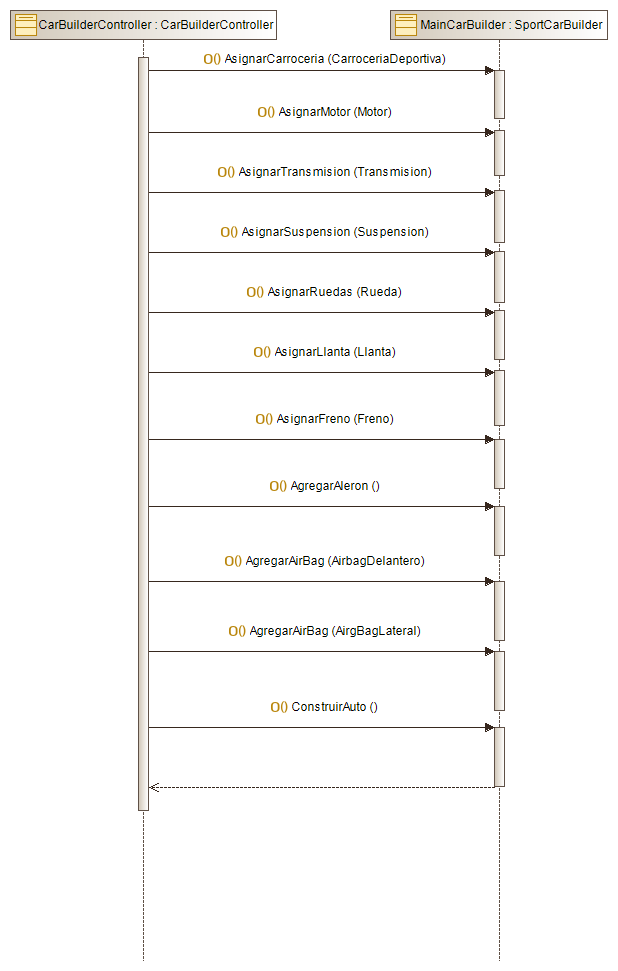 CarBuilderController : CarBuilderController
MainCarBuilder : SportCarBuilder
O() AsignarCarroceria (CarroceriaDeportiva)
O() AsignarMotor (Motor)
O() AsignarTransmision (Transmision)
O() AsignarSuspension (Suspension)
O() AsignarRuedas (Rueda)
O() AsignarLlanta (Llanta)
O() AsignarFreno (Freno)
O() AgregarAleron ()
O() AgregarAirBag (AirbagDelantero)
O() AgregarAirBag (AirgBagLateral)
O() ConstruirAuto ()